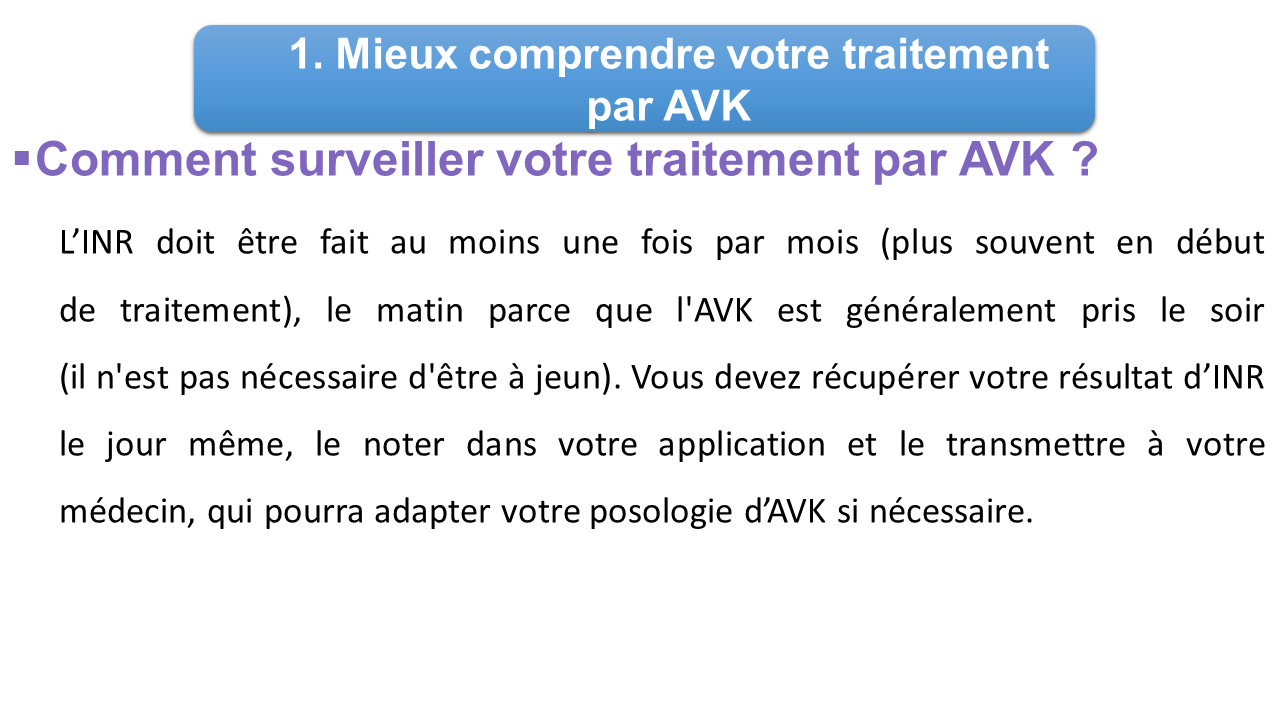 1. Mieux comprendre votre traitement
par AVK
▪Comment surveiller votre traitement par AVK ?
L’INR doit être fait au moins une fois par mois (plus souvent en début
de traitement), le matin parce que l'AVK est généralement pris le soir
(il n'est pas nécessaire d'être à jeun). Vous devez récupérer votre résultat d’INR
le jour même, le noter dans votre application et le transmettre à votre
médecin, qui pourra adapter votre posologie d’AVK si nécessaire.